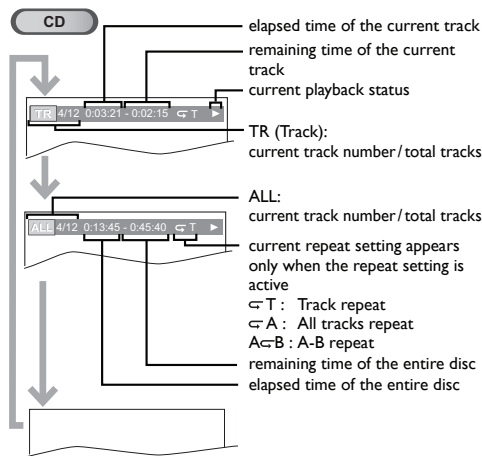 CD
elapsed time of the current track
remaining time of the current
track
current playback status
TR 4/12 0:03:21 - 0:02:15 T
TR (Track):
current track number/total tracks
ALL:
current track number/total tracks
ALL 4/12 0:13:45 - 0:45:40 T
current repeat setting appears
only when the repeat setting is
active
T : Track repeat
A : All tracks repeat
A B : A-B repeat
remaining time of the entire disc
elapsed time of the entire disc